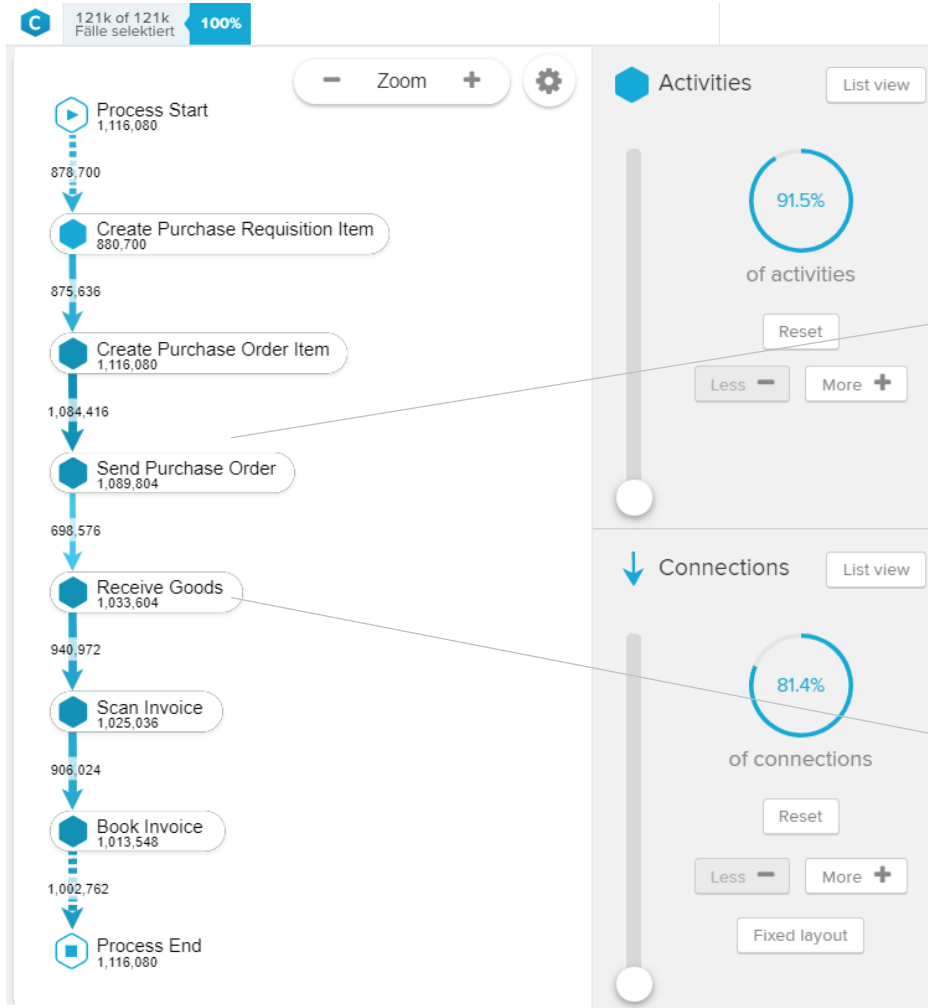 C
121k of 121k
Fälle selektiert
100%
Zoom
Process Start
1,116,080
878,700
Create Purchase Requisition Item
880,700
875,636
Create Purchase Order Item
1,116,080
1,084,416
Send Purchase Order
1,089,804
698,576
Receive Goods
1,033,604
940,972
Scan Invoice
1,025,036
906,024
Book Invoice
1,013,548
1,002,762
Process End
1,116,080
Activities
List view
91.5%
of activities
Reset
Less −
More +
Connections
List view
81.4%
of connections
Reset
Less −
More +
Fixed layout